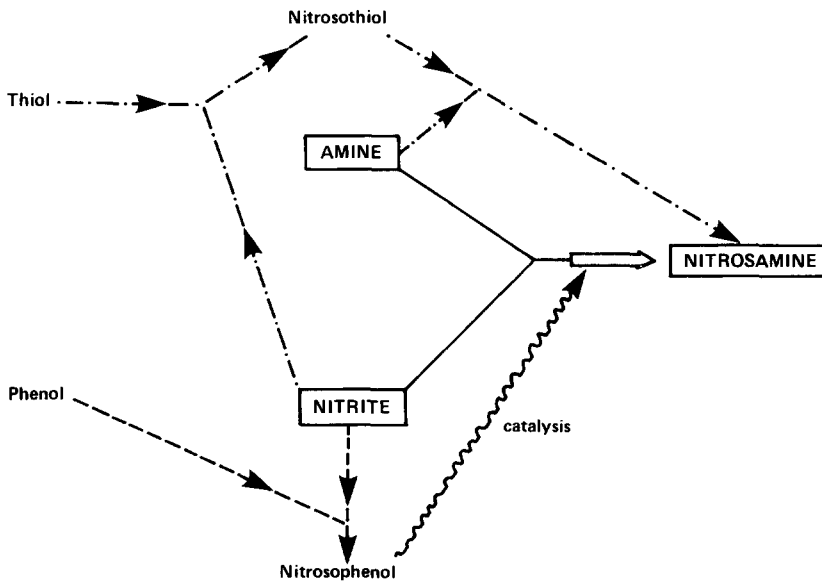 Nitrosothiol
Thiol
AMINE
NITROSAMINE
Phenol
NITRITE
catalysis
Nitrosophenol